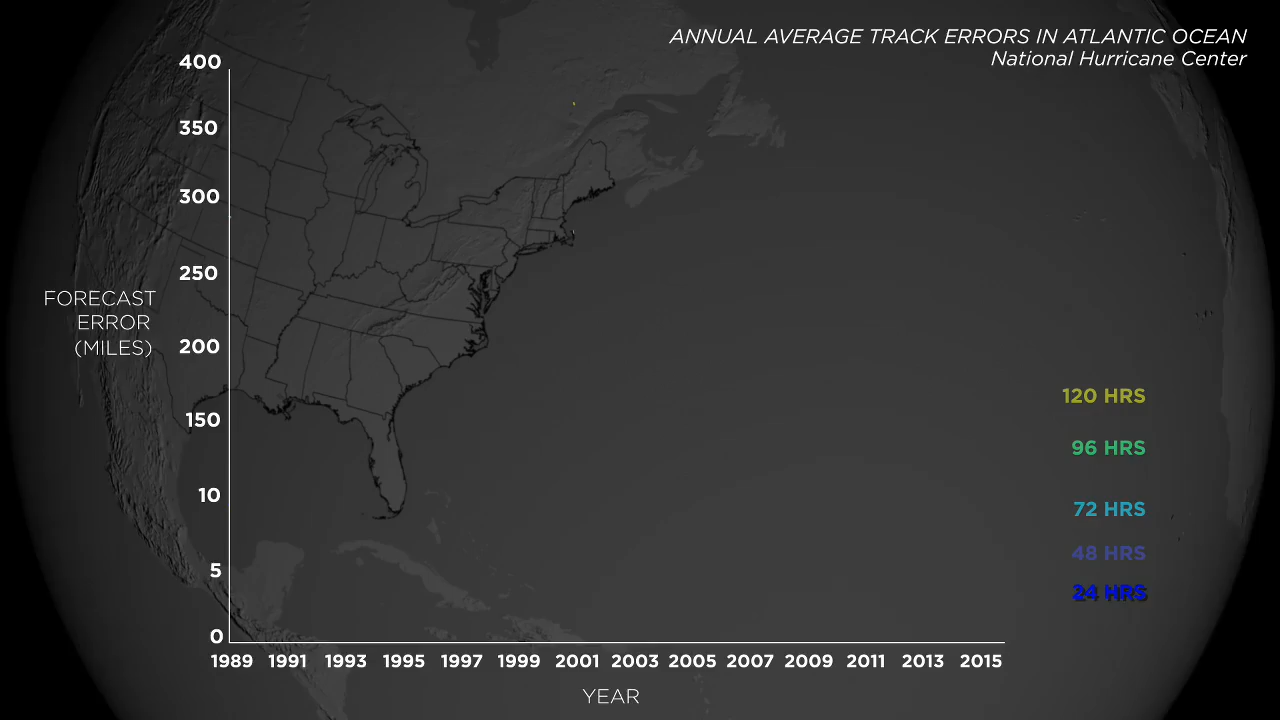 ANNUAL AVERAGE TRACK ERRORS IN ATLANTIC OCEAN
National Hurricane Center
400
350
300
250
FORECAST
ERROR
(MILES)
200
150
10
5
0
120 HRS
96 HRS
72 HRS
48 HRS
24 HRS
1989 1991 1993 1995 1997 1999 2001 2003 2005 2007 2009 2011 2013 2015
YEAR